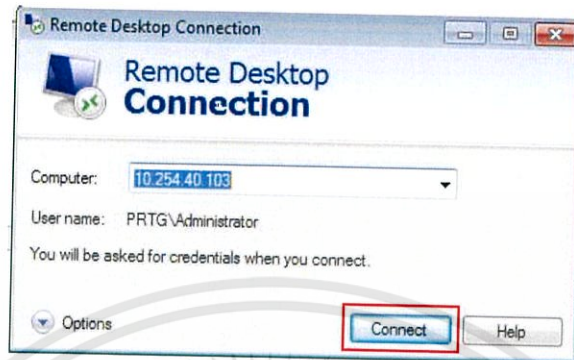 Remote Desktop Connection
Remote Desktop
Connection
Computer: 10.254.40.103
User name: PRTG\Administrator
You will be asked for credentials when you connect.
Options Connect Help